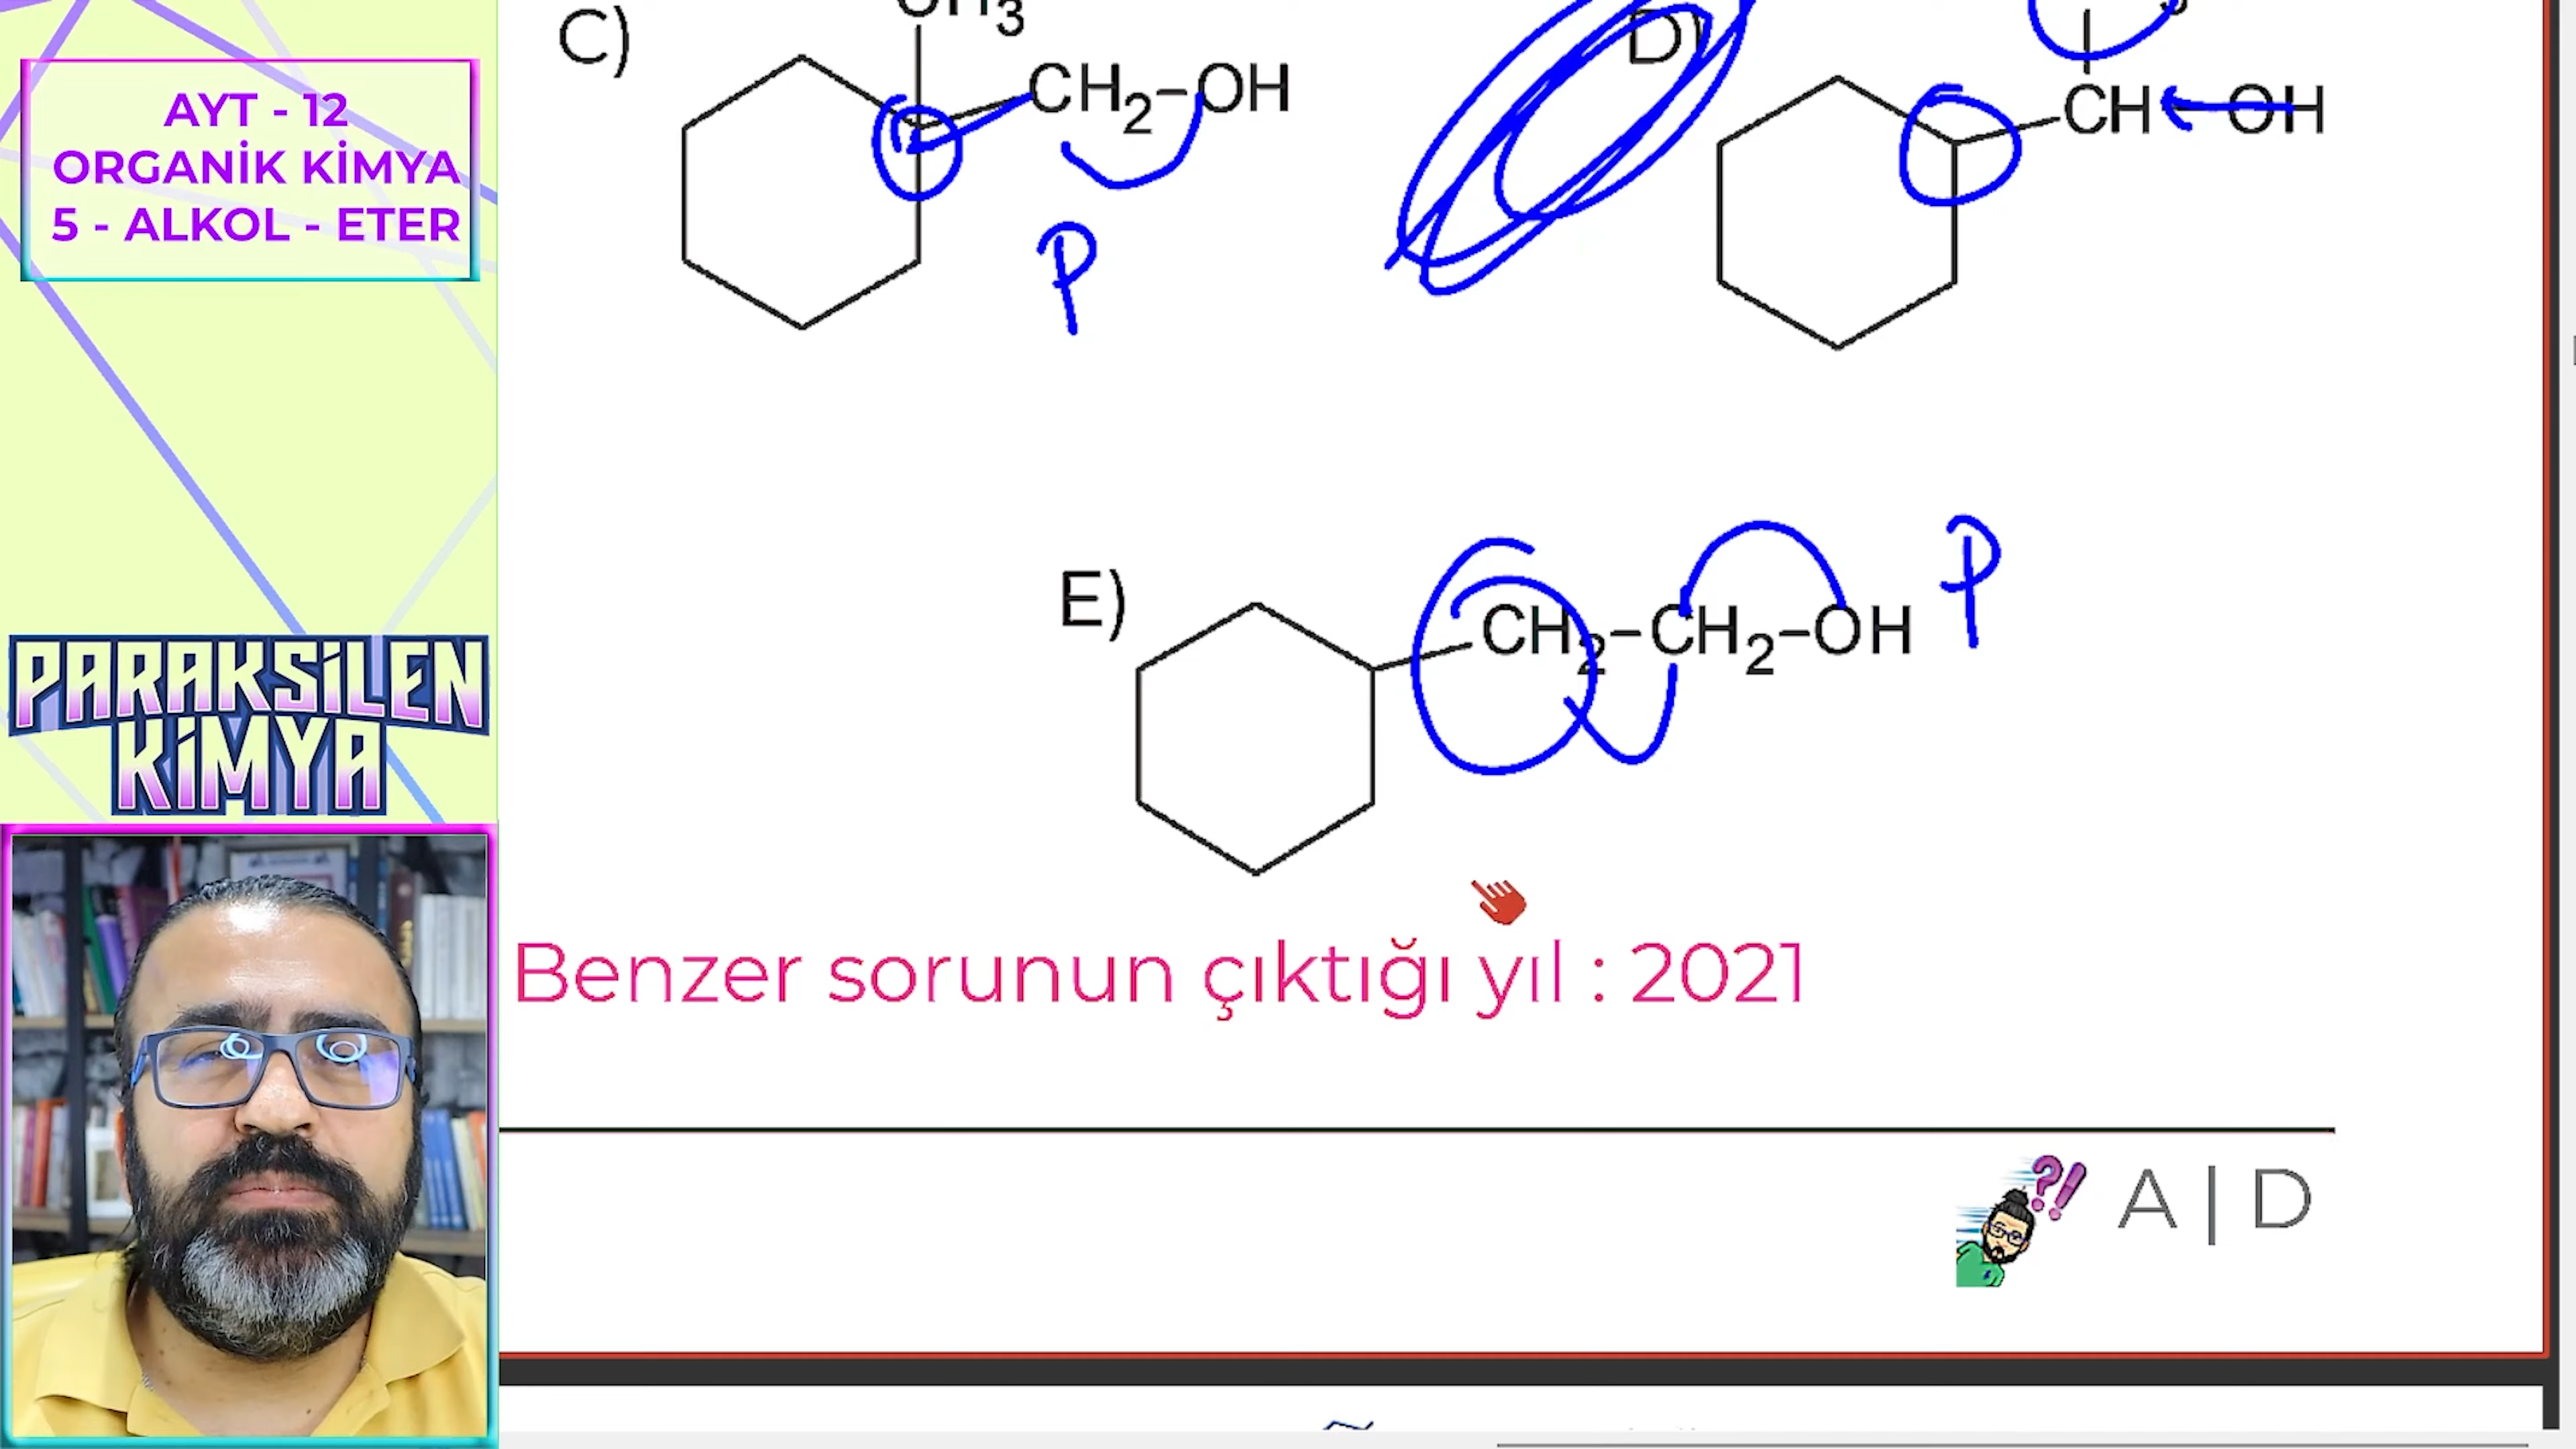 AYT - 12
ORGANİK KİMYA
5 - ALKOL - ETER
PARAKSİLEN
KİMYA
C)
CH3
CH2-OH
P
D)
CH-OH
E)
CH2-CH2-OH
P
Benzer sorunun çıktığı yıl : 2021
?!
A | D